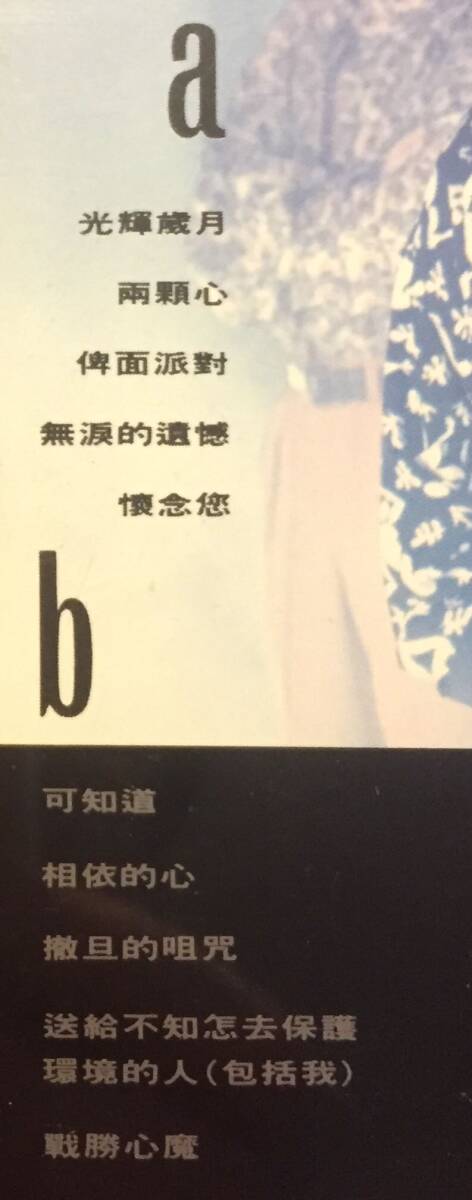 a
光輝歲月
兩顆心
俾面派對
無淚的遺憾
懷念您
b
可知道
相依的心
撤旦的咀咒
送給不知怎去保護
環境的人(包括我)
戰勝心魔